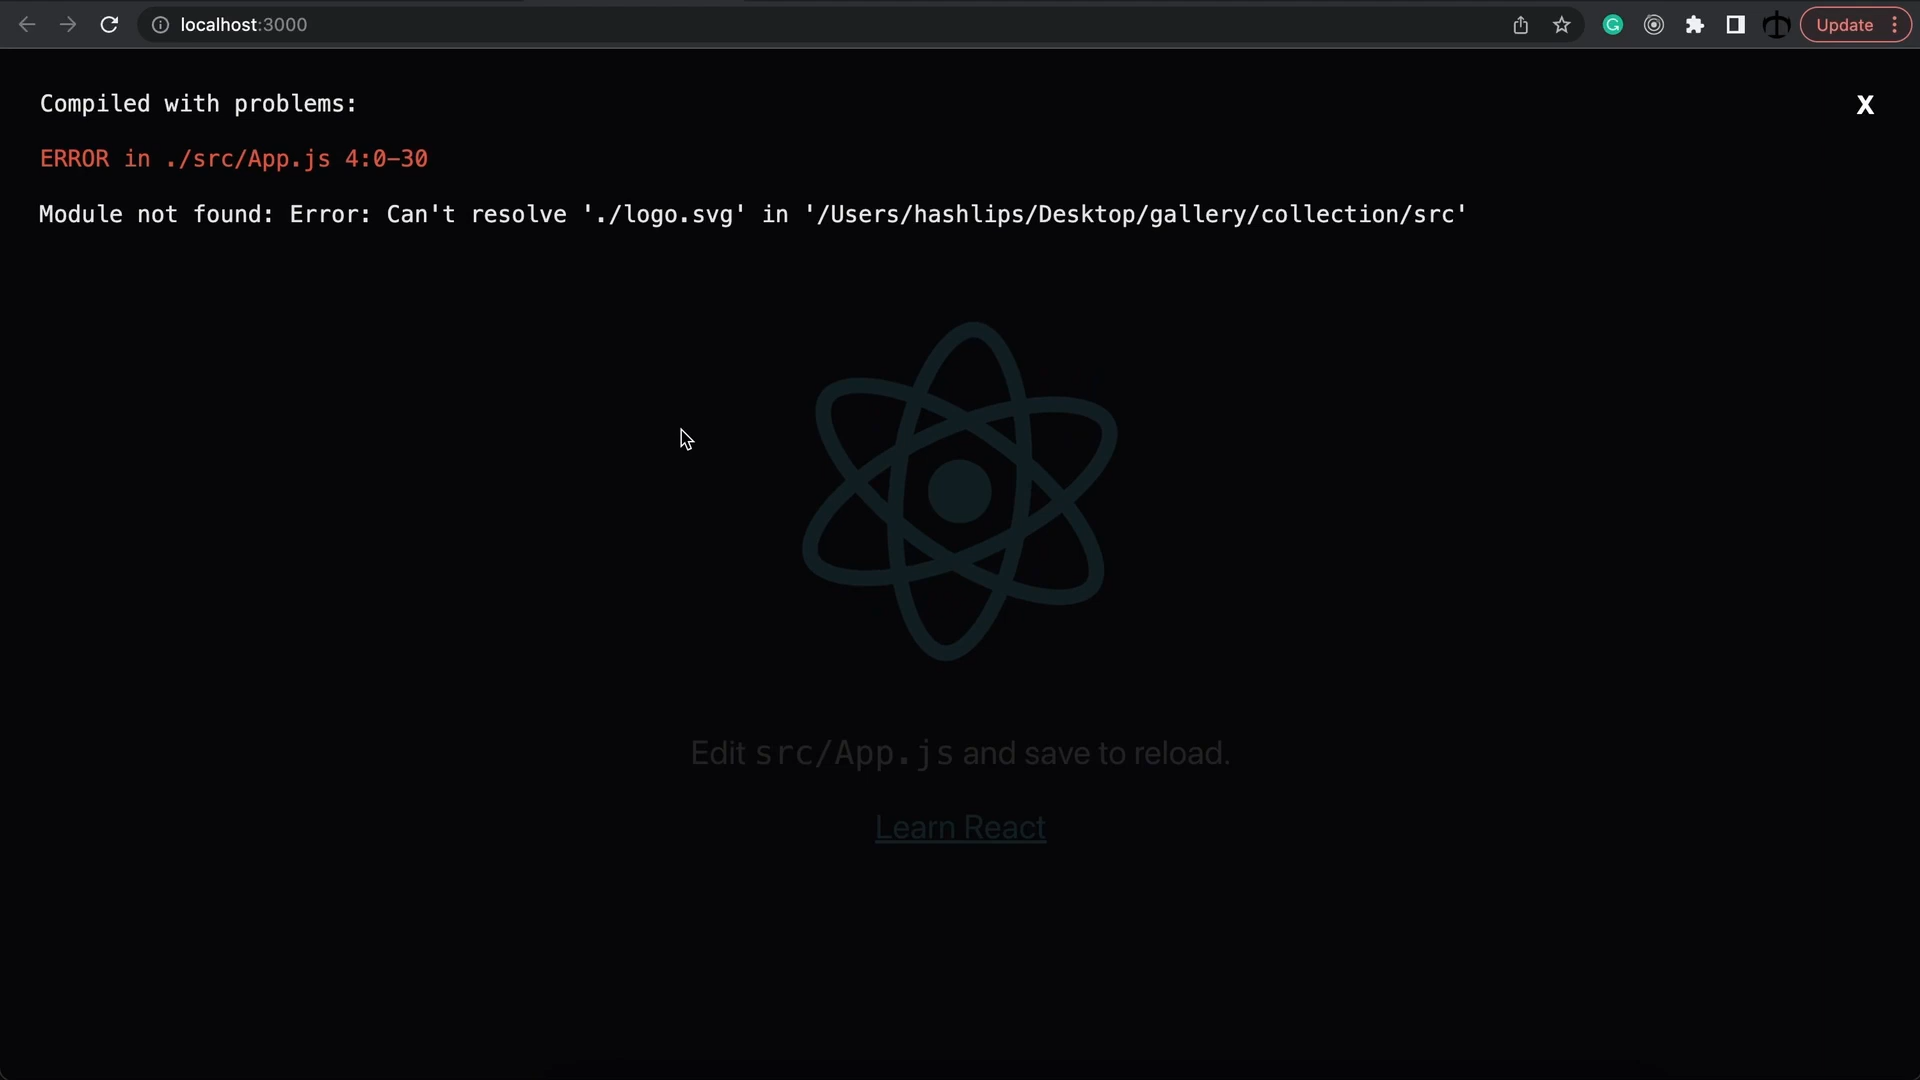 localhost:3000
Update
Compiled with problems:
X
ERROR in ./src/App.js 4:0-30
Module not found: Error: Can't resolve './logo.svg' in '/Users/hashlips/Desktop/gallery/collection/src'
Edit src/App.js and save to reload.
Learn React